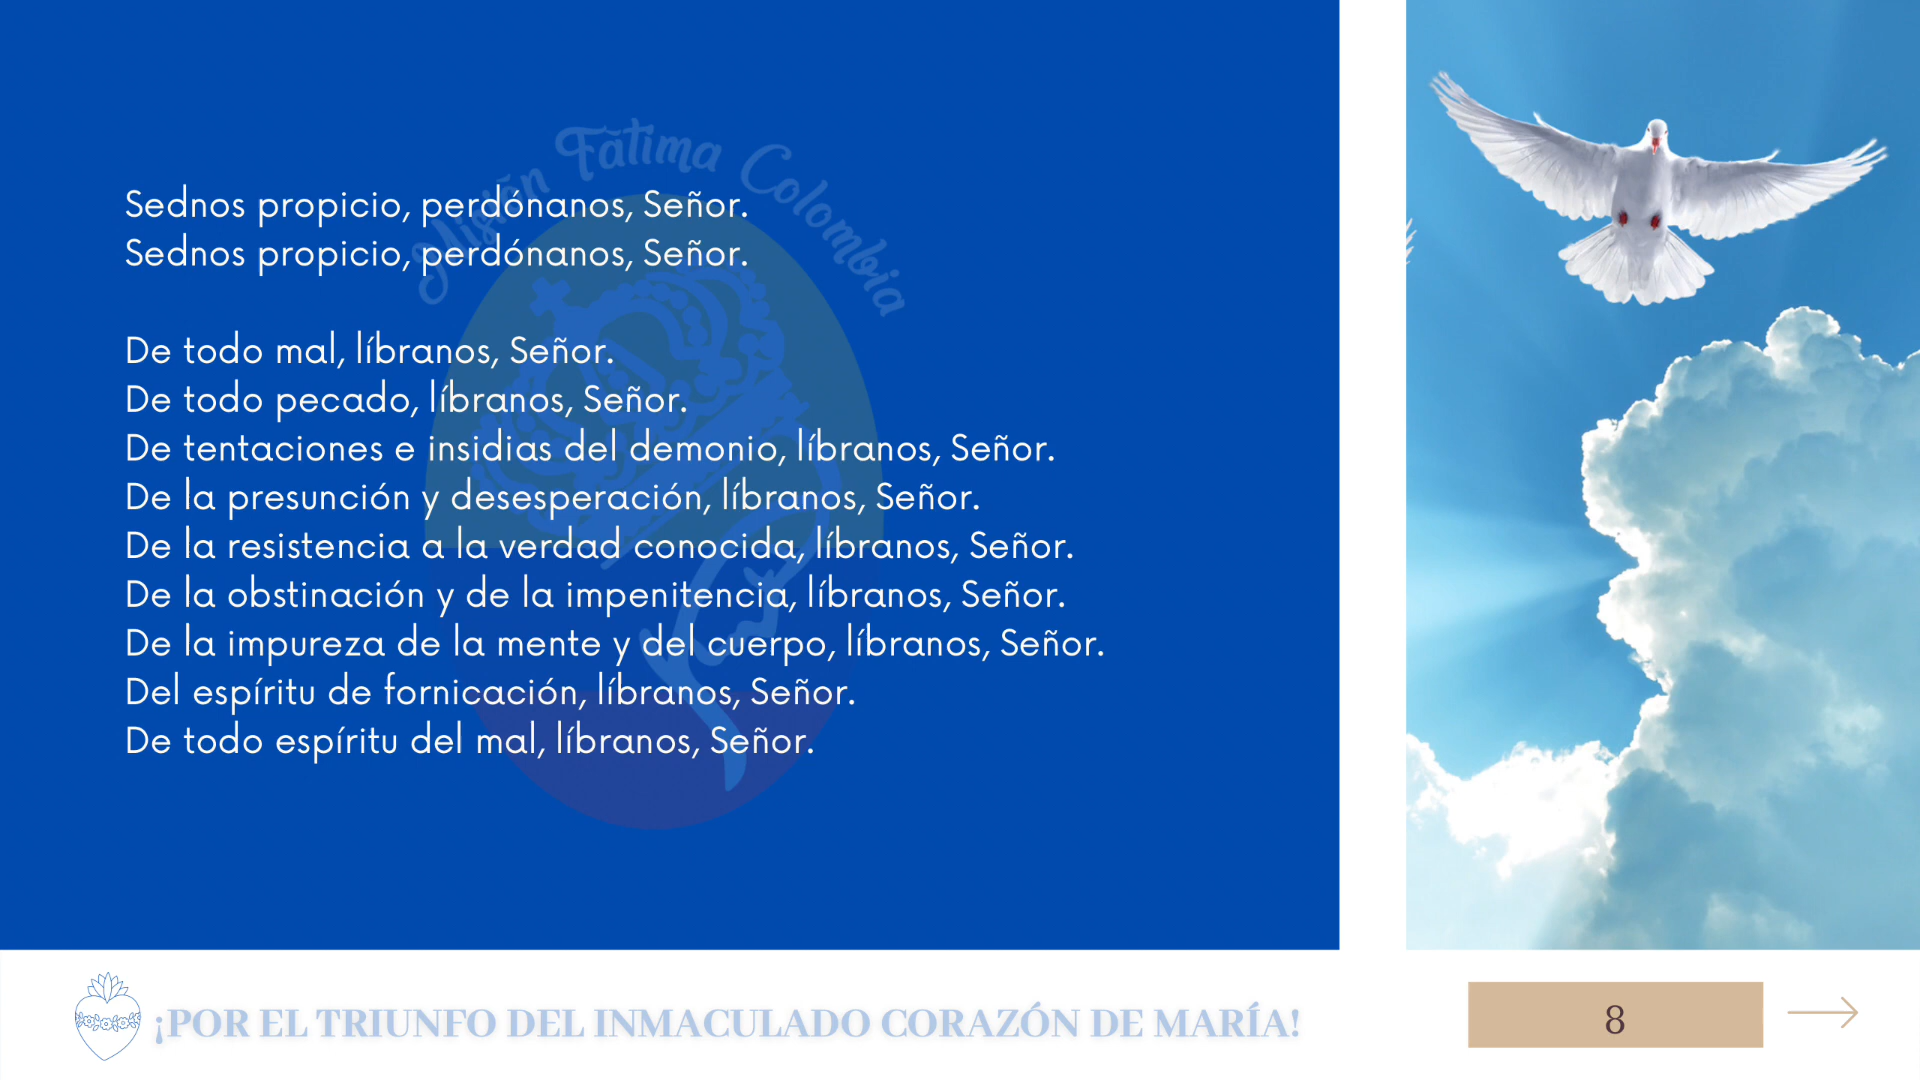 Misión Fátima Colombia
Sednos propicio, perdónanos, Señor.
Sednos propicio, perdónanos, Señor.
De todo mal, líbranos, Señor.
De todo pecado, líbranos, Señor.
De tentaciones e insidias del demonio, líbranos, Señor.
De la presunción y desesperación, líbranos, Señor.
De la resistencia a la verdad conocida, líbranos, Señor.
De la obstinación y de la impenitencia, líbranos, Señor.
De la impureza de la mente y del cuerpo, líbranos, Señor.
Del espíritu de fornicación, líbranos, Señor.
De todo espíritu del mal, líbranos, Señor.
¡POR EL TRIUNFO DEL INMACULADO CORAZÓN DE MARÍA!
8